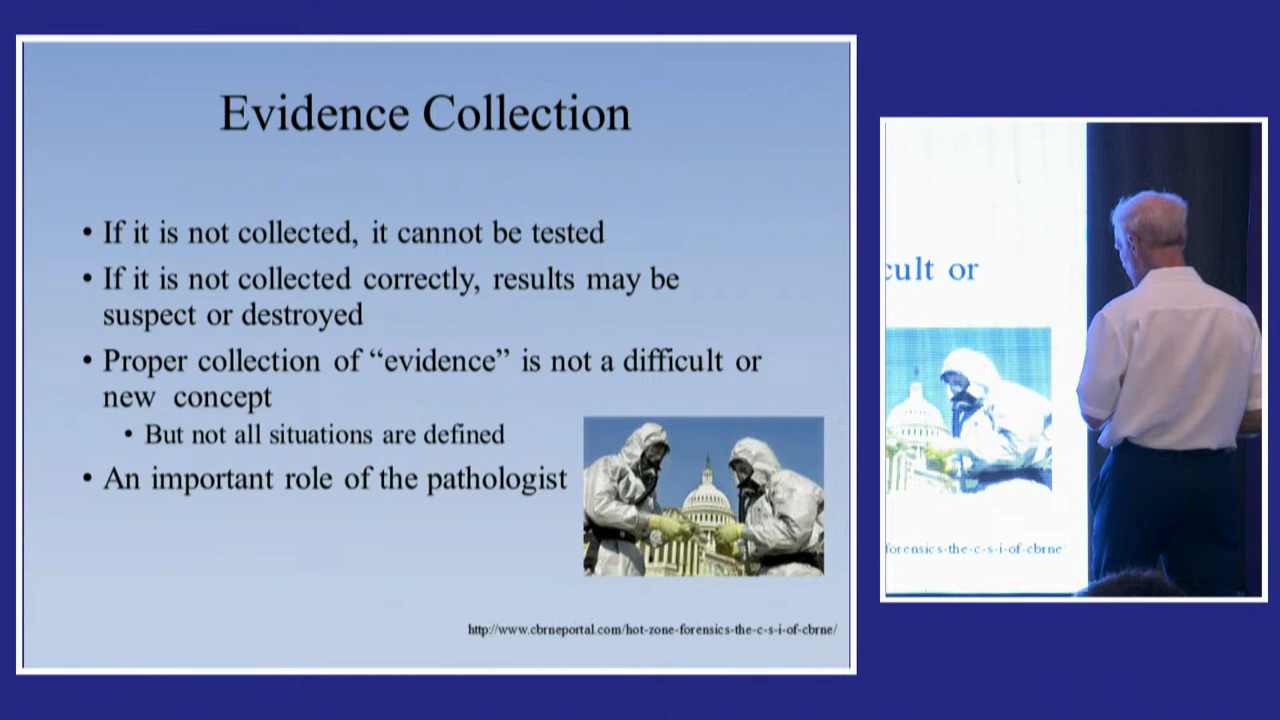 Evidence Collection
• If it is not collected, it cannot be tested
• If it is not collected correctly, results may be
suspect or destroyed
• Proper collection of “evidence” is not a difficult or
new concept
• But not all situations are defined
• An important role of the pathologist
http://www.cbrneportal.com/hot-zone-forensics-the-c-s-i-of-cbrne/
cult or
forensics-the-c-s-i-of-cbrne